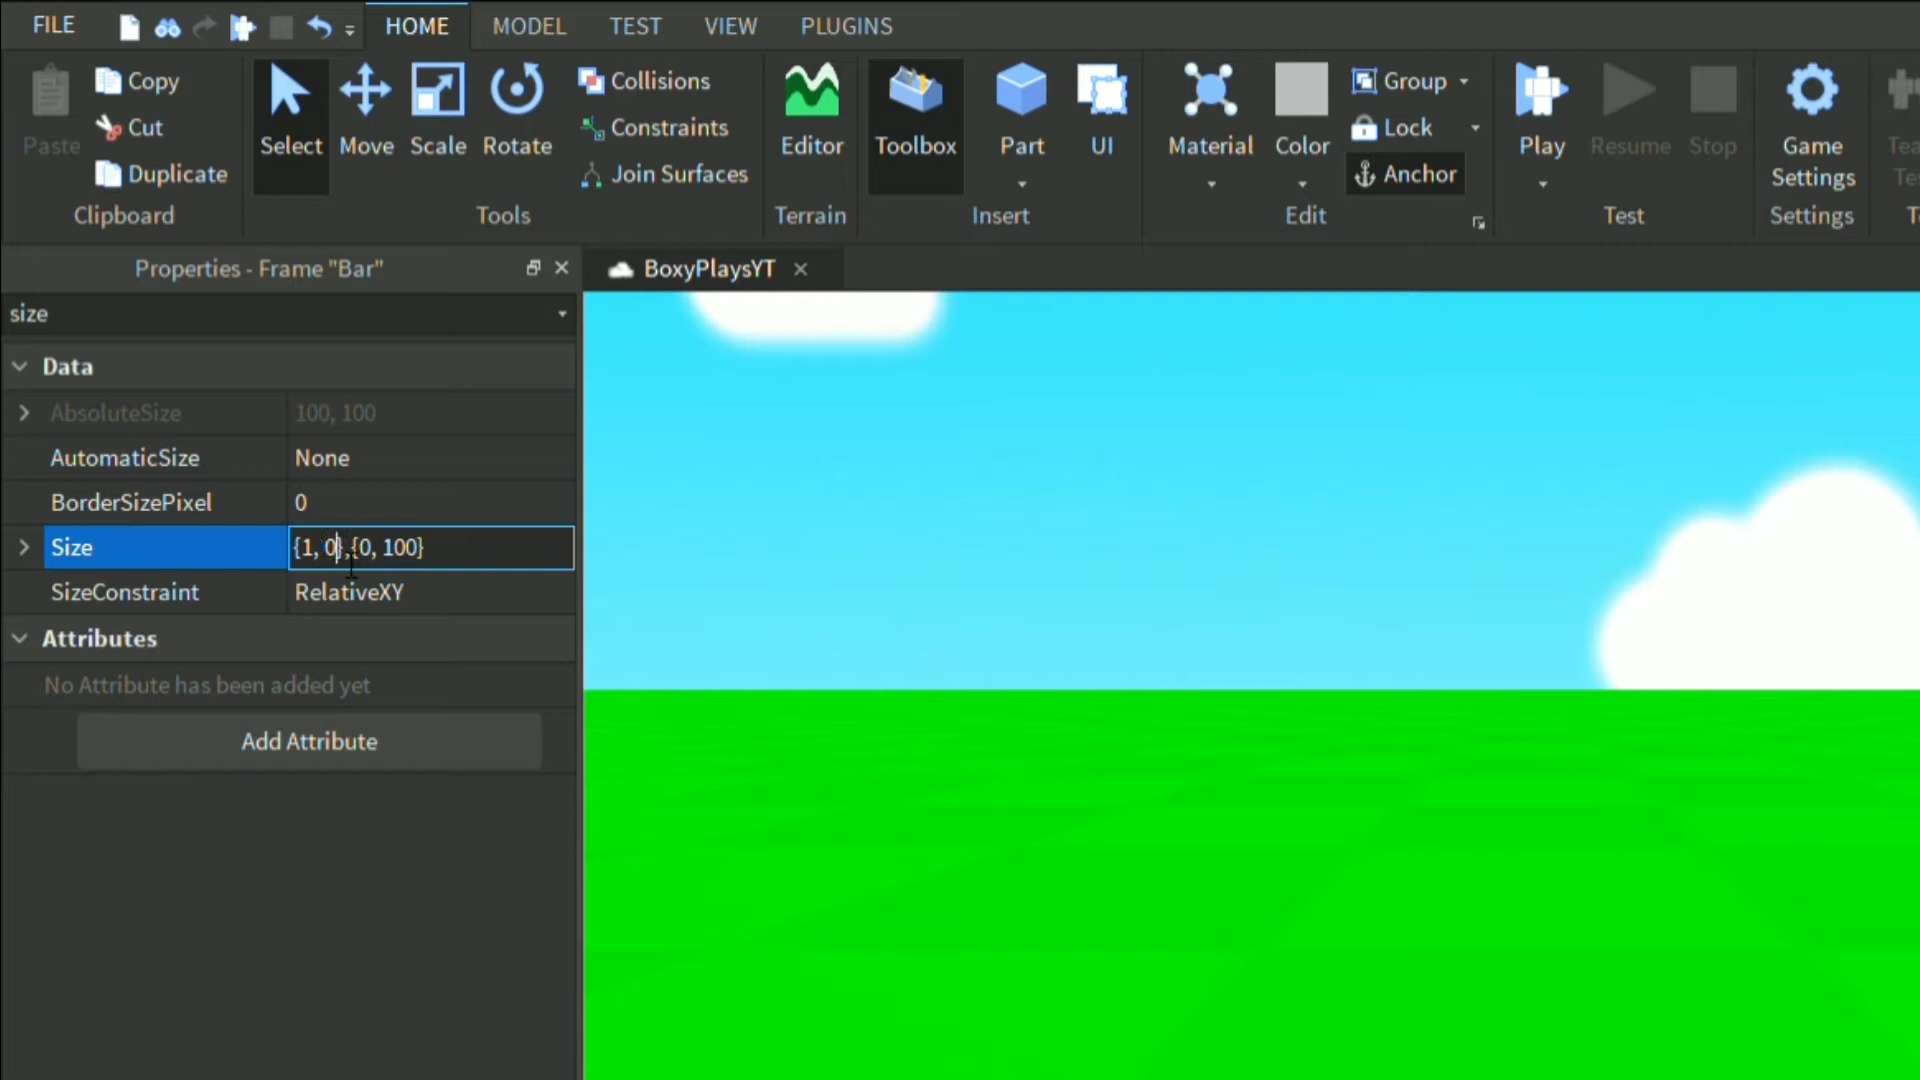 FILE HOME MODEL TEST VIEW PLUGINS
Paste Copy Cut Duplicate
Select Move Scale Rotate
Collisions Constraints Join Surfaces
Editor Toolbox Part UI
Material Color Group Lock Anchor
Play Resume Stop Game Settings
Clipboard Tools Terrain Insert Edit Test Settings
Properties - Frame "Bar"
BoxyPlaysYT
size
Data
AbsoluteSize 100, 100
AutomaticSize None
BorderSizePixel 0
Size {1, 0},{0, 100}
SizeConstraint RelativeXY
Attributes
No Attribute has been added yet
Add Attribute